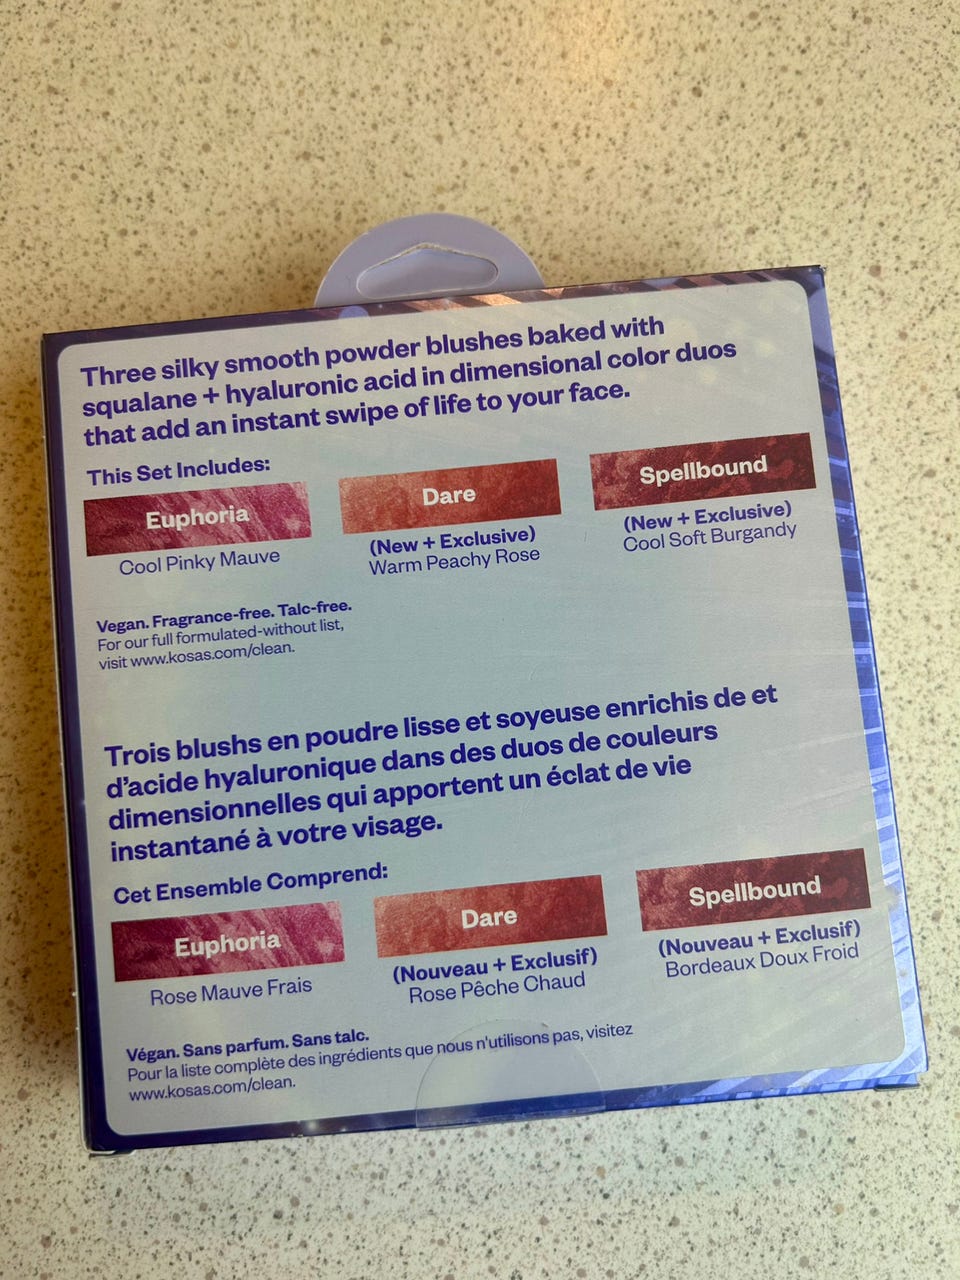 Three silky smooth powder blushes baked with
squalane + hyaluronic acid in dimensional color duos
that add an instant swipe of life to your face.
This Set Includes:
Euphoria
Cool Pinky Mauve
Dare
(New + Exclusive)
Warm Peachy Rose
Spellbound
(New + Exclusive)
Cool Soft Burgandy
Vegan. Fragrance-free. Talc-free.
For our full formulated-without list,
visit www.kosas.com/clean.
Trois blushs en poudre lisse et soyeuse enrichis de et
d'acide hyaluronique dans des duos de couleurs
dimensionnelles qui apportent un éclat de vie
instantané à votre visage.
Cet Ensemble Comprend:
Euphoria
Rose Mauve Frais
Dare
(Nouveau + Exclusif)
Rose Pêche Chaud
Spellbound
(Nouveau + Exclusif)
Bordeaux Doux Froid
Végan. Sans parfum. Sans talc.
Pour la liste complète des ingrédients que nous n'utilisons pas, visitez
www.kosas.com/clean.